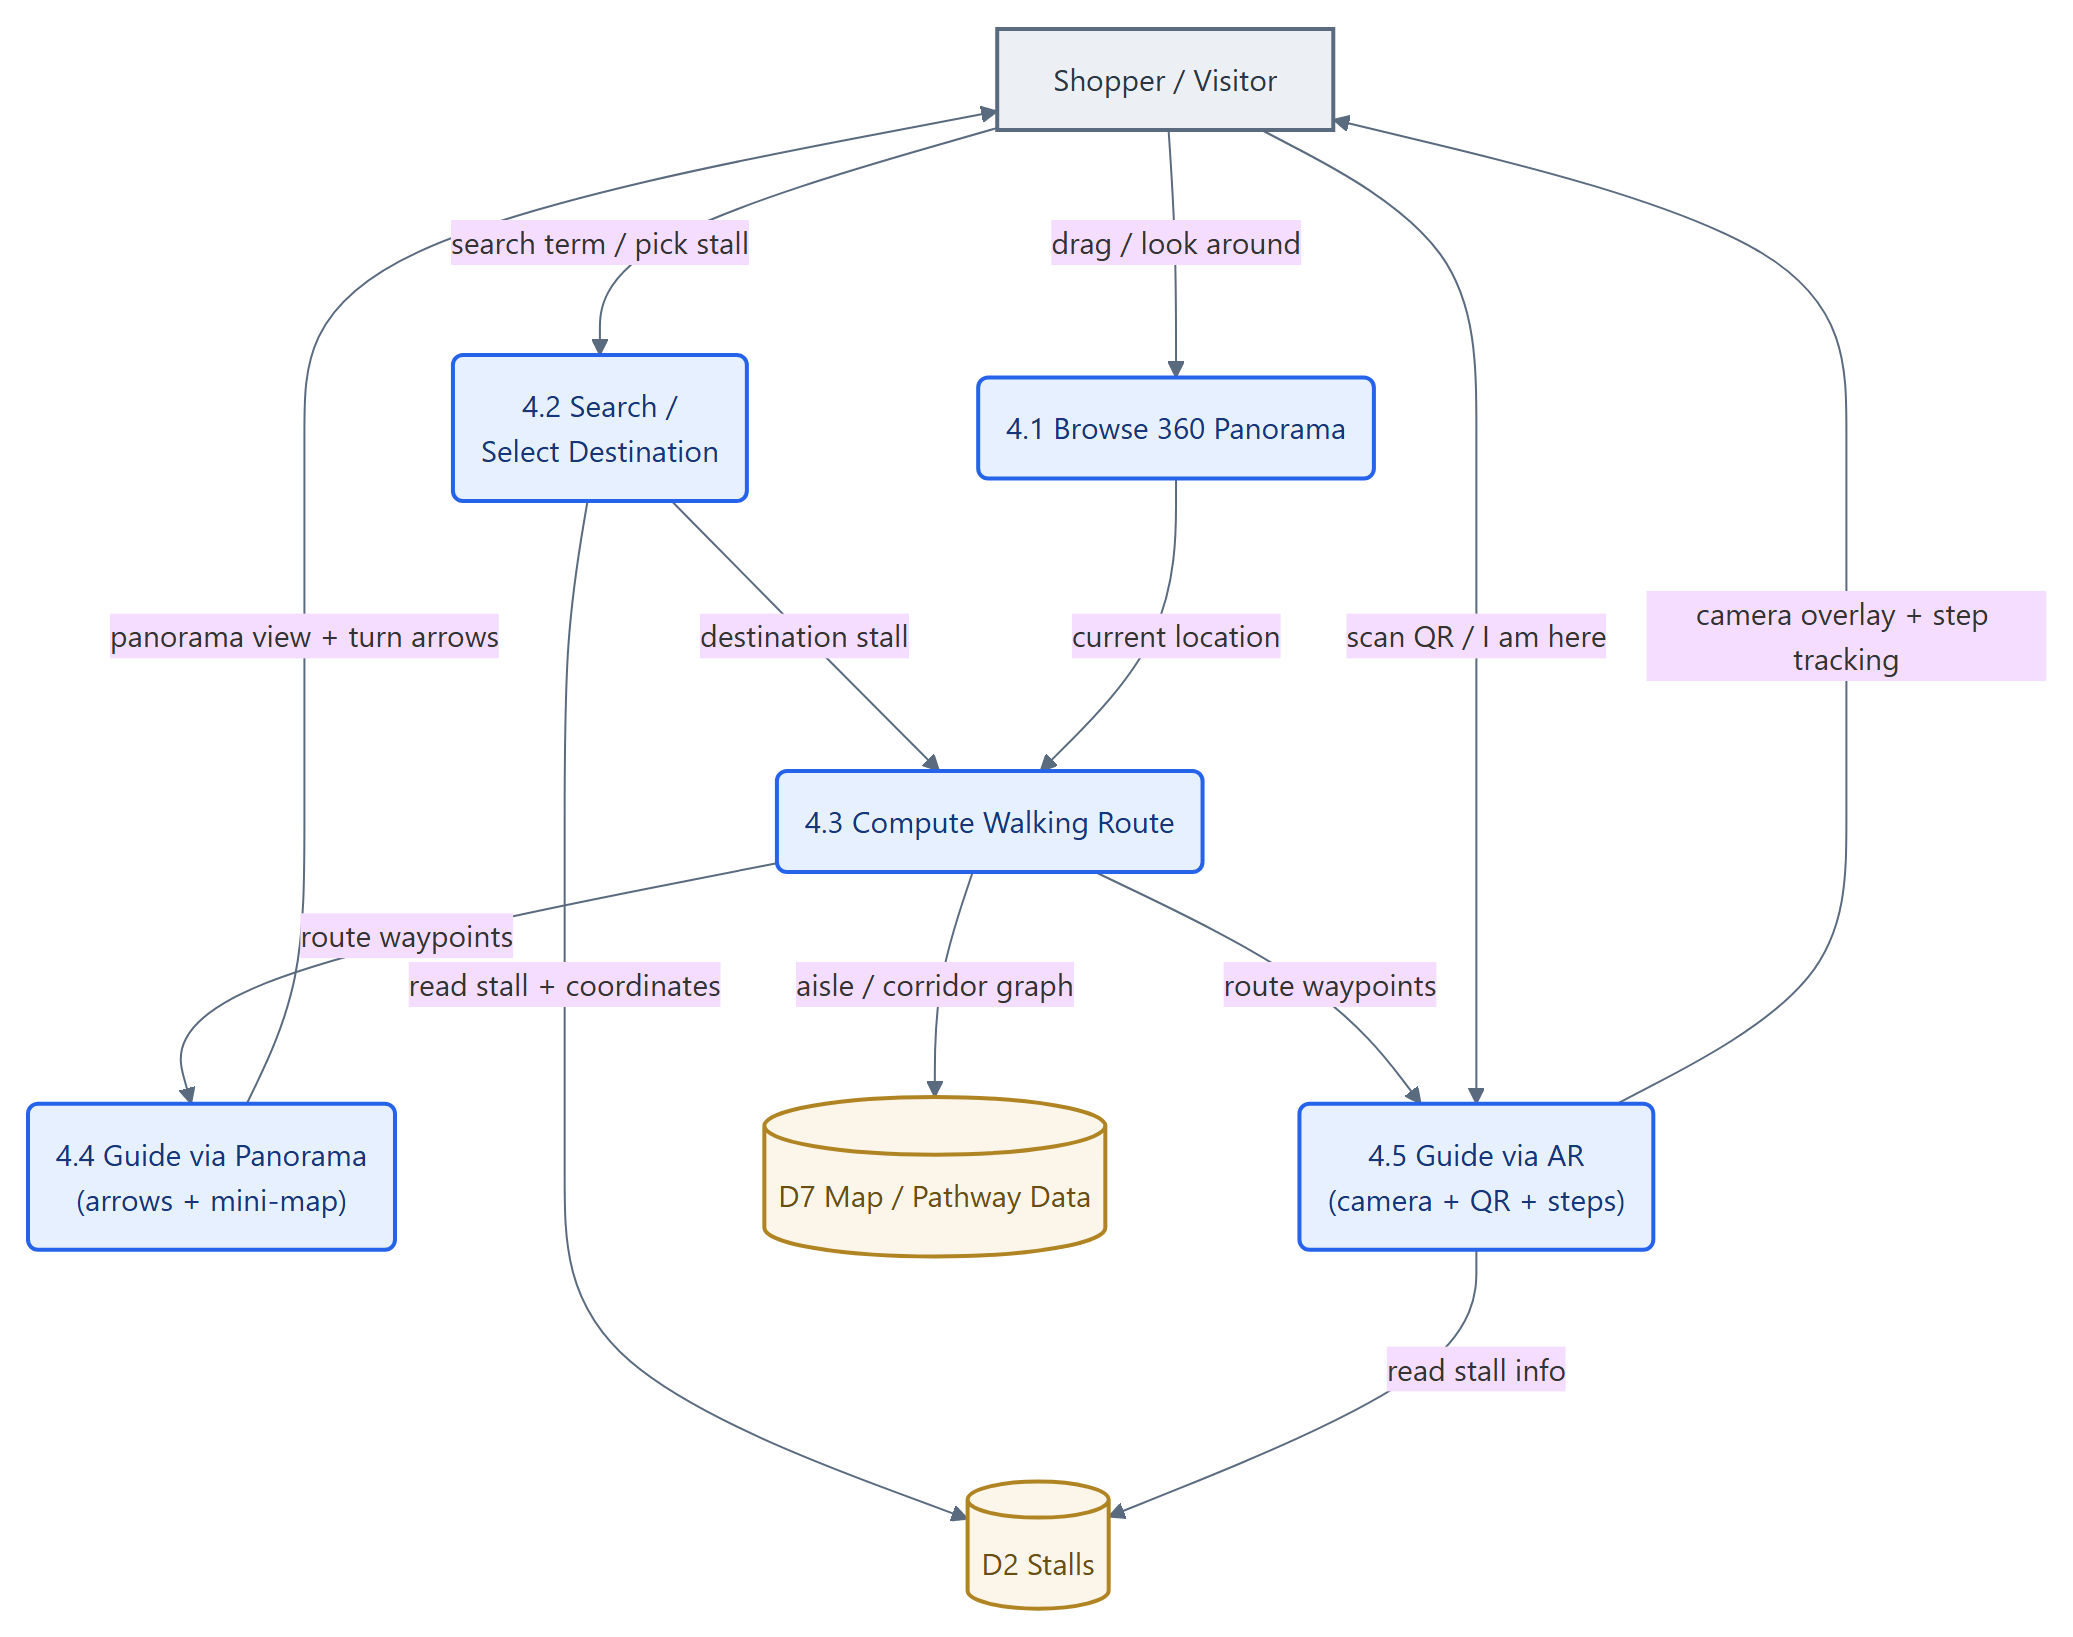 Shopper / Visitor
search term / pick stall
drag / look around
4.2 Search /
Select Destination
4.1 Browse 360 Panorama
panorama view + turn arrows
destination stall
current location
scan QR / I am here
camera overlay + step
tracking
4.3 Compute Walking Route
route waypoints
read stall + coordinates
aisle / corridor graph
route waypoints
4.4 Guide via Panorama
(arrows + mini-map)
D7 Map / Pathway Data
4.5 Guide via AR
(camera + QR + steps)
read stall info
D2 Stalls